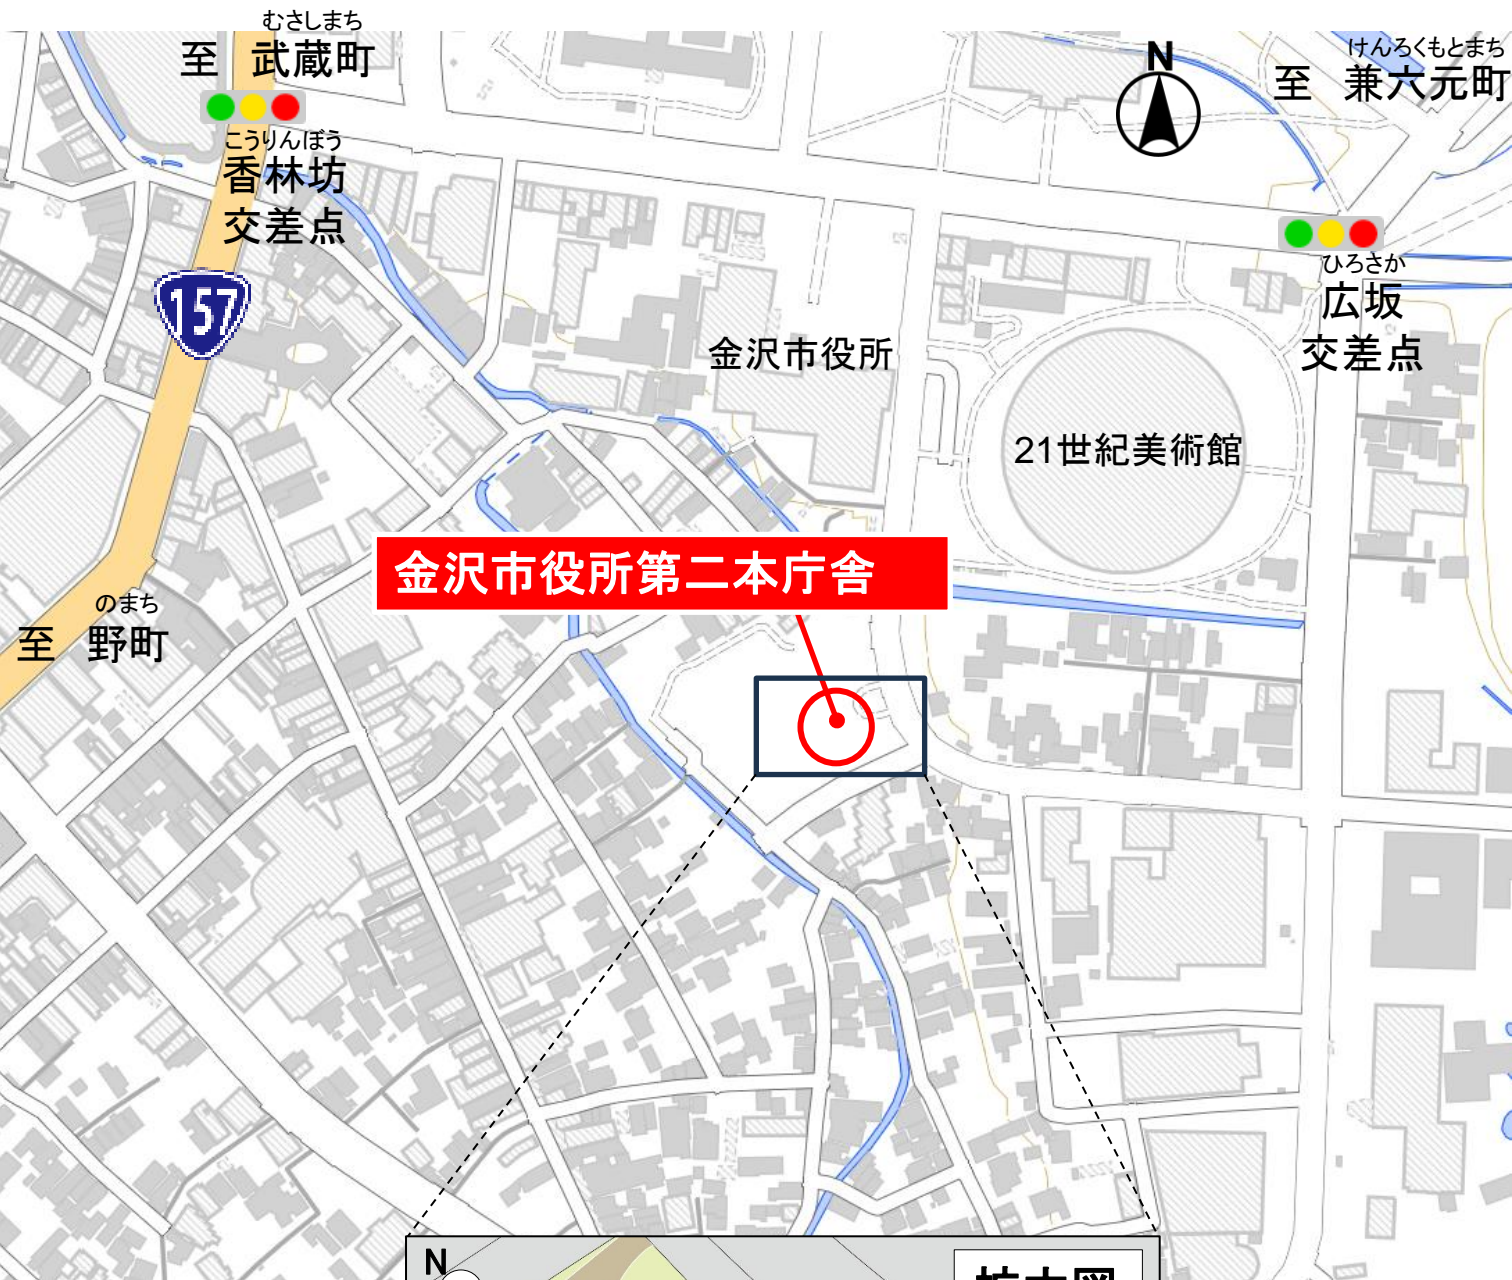 むさしまち
至 武蔵町
N
けんろくもとまち
至 兼六元町
こうりんぼう
香林坊
交差点
ひろさか
広坂
交差点
157
金沢市役所
21世紀美術館
金沢市役所第二本庁舎
のまち
至 野町
N
拡大図